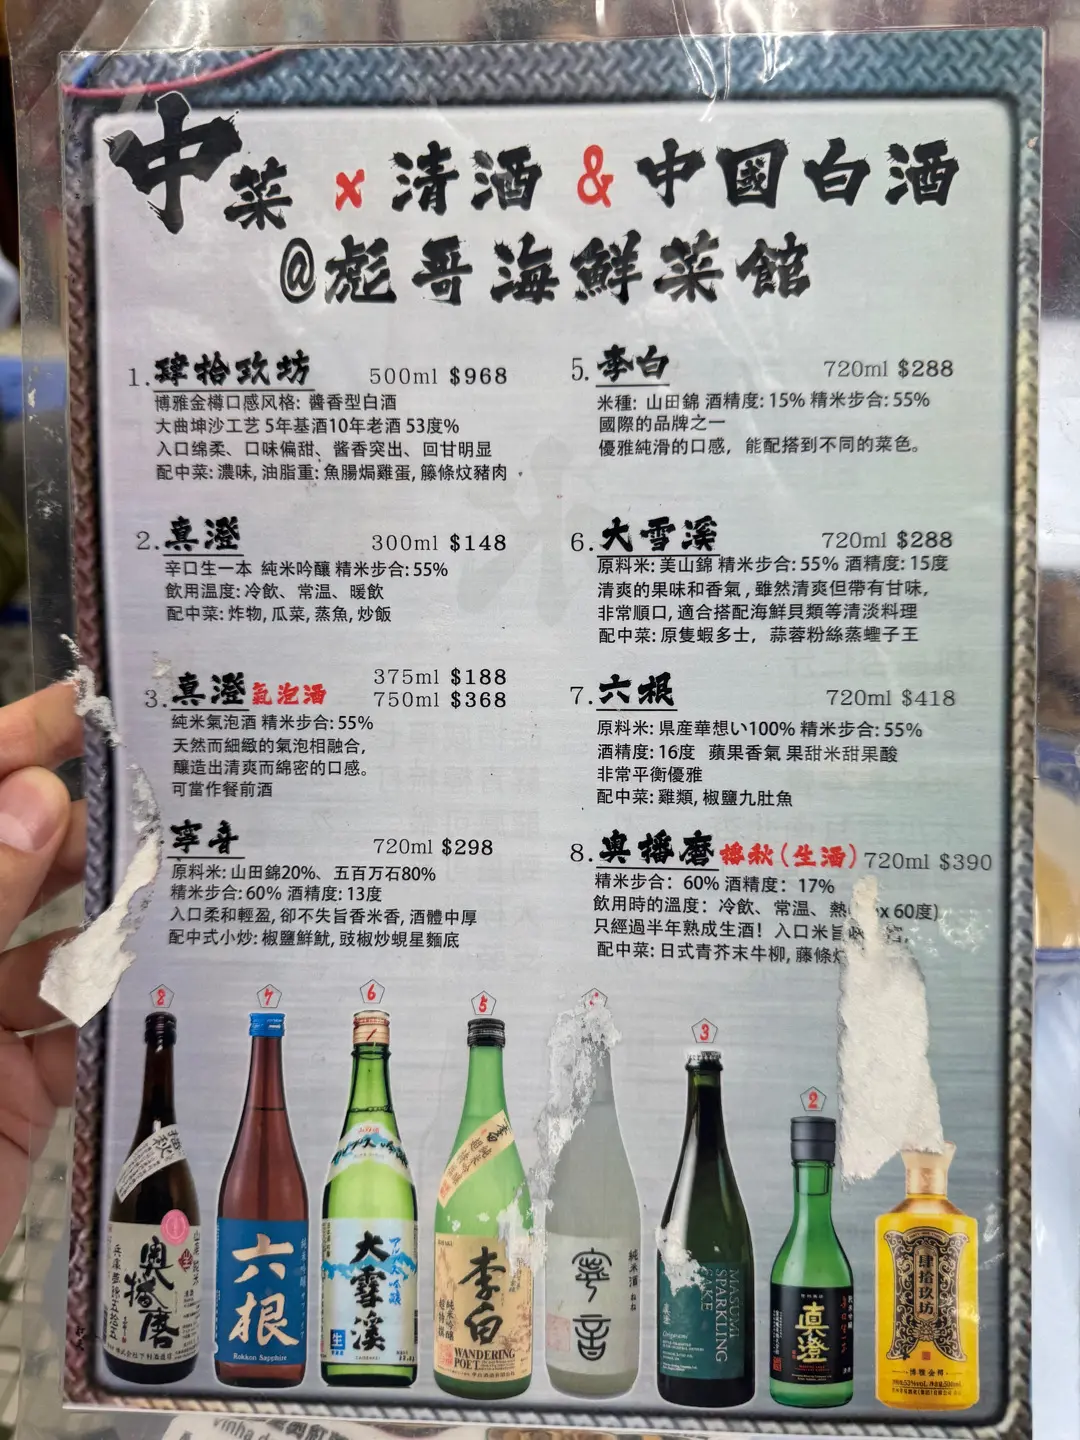 中菜 x 清酒 & 中國白酒
@彪哥海鮮菜館
1. 肆拾玖坊 500ml $968
博雅金樽口感风格: 醬香型白酒
大曲坤沙工艺 5年基酒10年老酒 53度%
入口绵柔、口味偏甜、醬香突出、回甘明显
配中菜: 濃味, 油脂重: 魚腸焗雞蛋, 籐條炆豬肉
2. 真澄 300ml $148
辛口生一本 純米吟釀 精米步合: 55%
飲用温度: 冷飲、常温、暖飲
配中菜: 炸物, 瓜菜, 蒸魚, 炒飯
375ml $188
3. 真澄氣泡酒 750ml $368
純米氣泡酒 精米步合: 55%
天然而細緻的氣泡相融合,
釀造出清爽而綿密的口感。
可當作餐前酒
寧音 720ml $298
原料米: 山田錦20%、五百万石80%
精米步合: 60% 酒精度: 13度
入口柔和輕盈, 卻不失旨香米香, 酒體中厚
配中式小炒: 椒鹽鮮魷, 豉椒炒蜆星麵底
5. 李白 720ml $288
米種: 山田錦 酒精度: 15% 精米步合: 55%
國際的品牌之一
優雅純滑的口感, 能配搭到不同的菜色。
6. 大雪溪 720ml $288
原料米: 美山錦 精米步合: 55% 酒精度: 15度
清爽的果味和香氣, 雖然清爽但帶有甘味,
非常順口, 適合搭配海鮮貝類等清淡料理
配中菜: 原隻蝦多士, 蒜蓉粉絲蒸蟶子王
7. 六根 720ml $418
原料米: 県産華想い100% 精米步合: 55%
酒精度: 16度 蘋果香氣 果甜米甜果酸
非常平衡優雅
配中菜: 雞類, 椒鹽九肚魚
8. 奥播磨 播秋(生酒) 720ml $390
精米步合: 60% 酒精度: 17%
飲用時的溫度: 冷飲、常温、熱 x 60度)
只經過半年熟成生酒! 入口米旨
配中菜: 日式青芥末牛柳, 藤條
8
7
6
5
3
2
奥播磨
六根
Rokkon Sapphire
大雪渓
生
李白
純米吟醸
WANDERING
POET
寧音
純米酒 ねね
MASUMI
SPARKLING
SAKE
真澄
肆拾玖坊